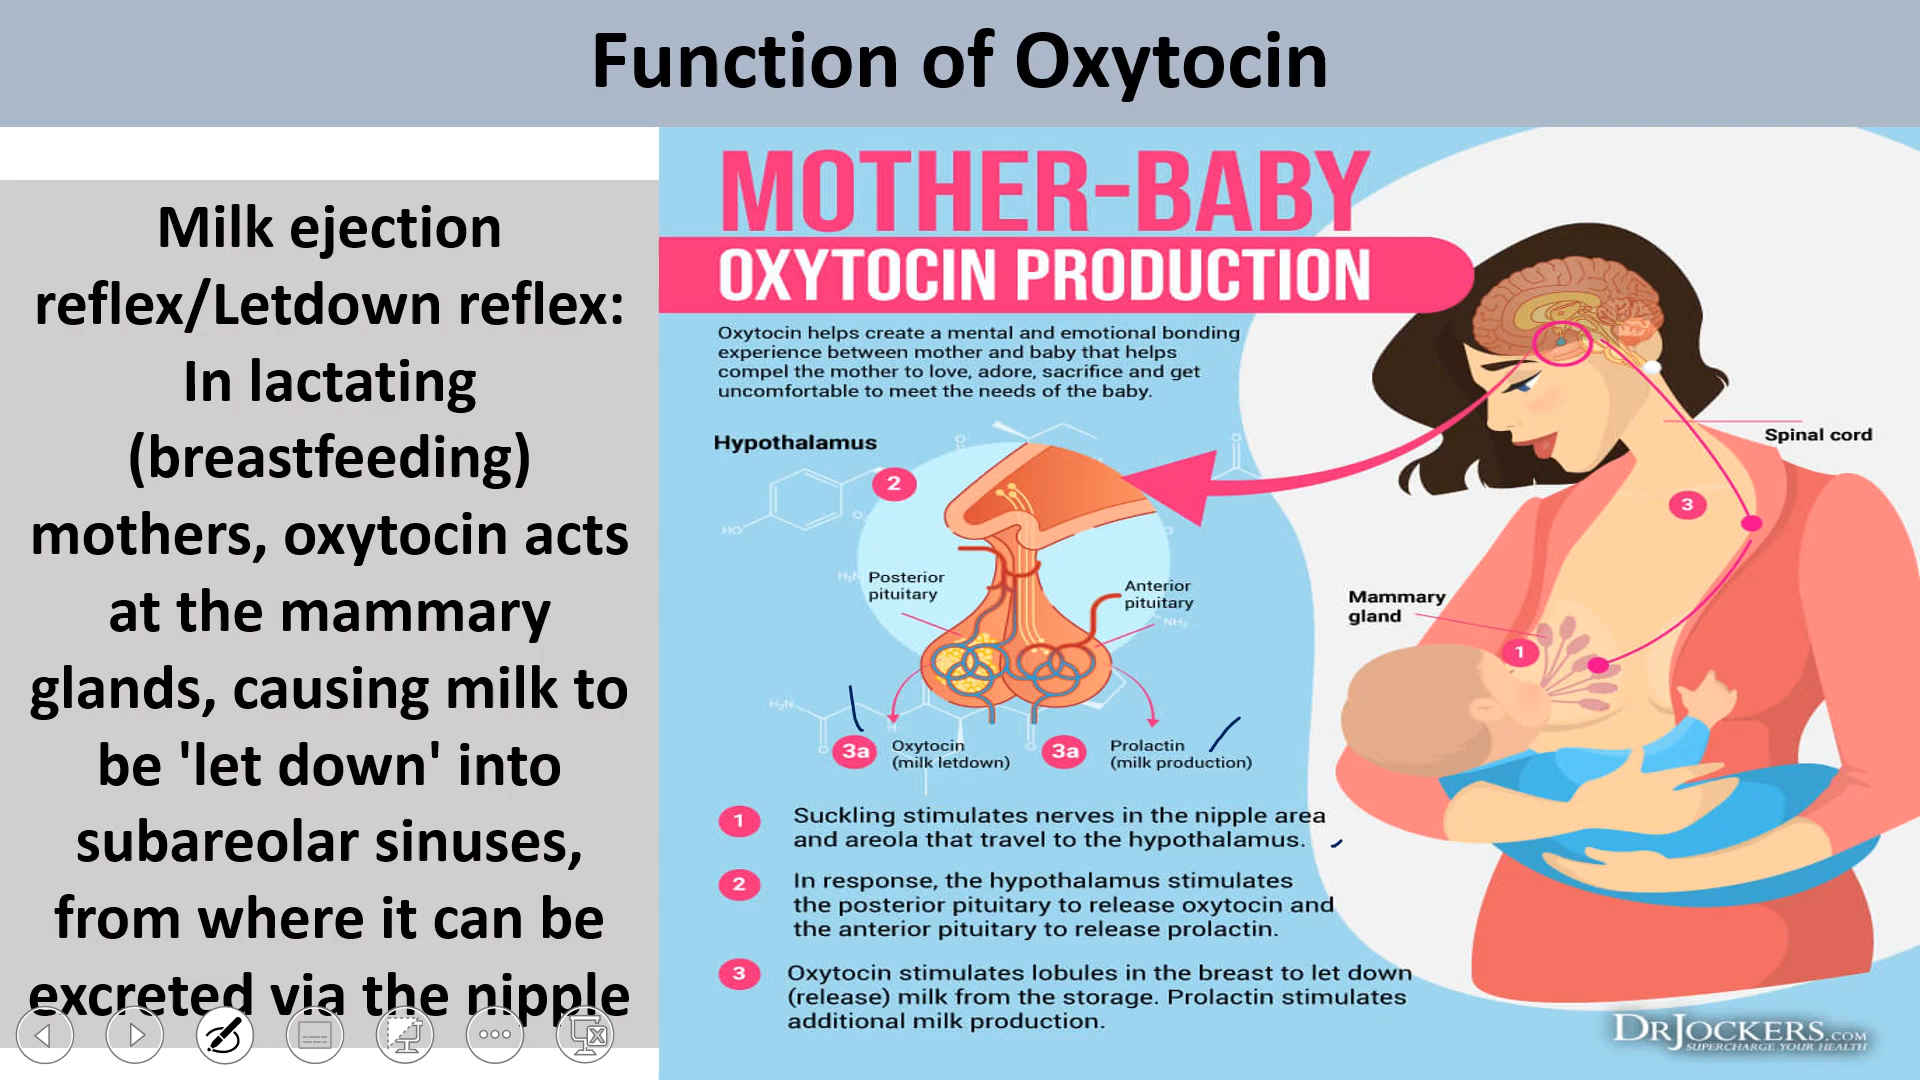 Function of Oxytocin
Milk ejection
reflex/Letdown reflex:
In lactating
(breastfeeding)
mothers, oxytocin acts
at the mammary
glands, causing milk to
be 'let down' into
subareolar sinuses,
from where it can be
excreted via the nipple
MOTHER-BABY
OXYTOCIN PRODUCTION
Oxytocin helps create a mental and emotional bonding
experience between mother and baby that helps
compel the mother to love, adore, sacrifice and get
uncomfortable to meet the needs of the baby.
Hypothalamus
2
HO
O
H₂N
Posterior
pituitary
Anterior
pituitary
NH₂
H₂N
Spinal cord
3
Mammary
gland
1
3a Oxytocin
(milk letdown)
3a Prolactin
(milk production)
1 Suckling stimulates nerves in the nipple area
and areola that travel to the hypothalamus.
2 In response, the hypothalamus stimulates
the posterior pituitary to release oxytocin and
the anterior pituitary to release prolactin.
3 Oxytocin stimulates lobules in the breast to let down
(release) milk from the storage. Prolactin stimulates
additional milk production.
DRJOCKERS.COM
SUPERCHARGE YOUR HEALTH